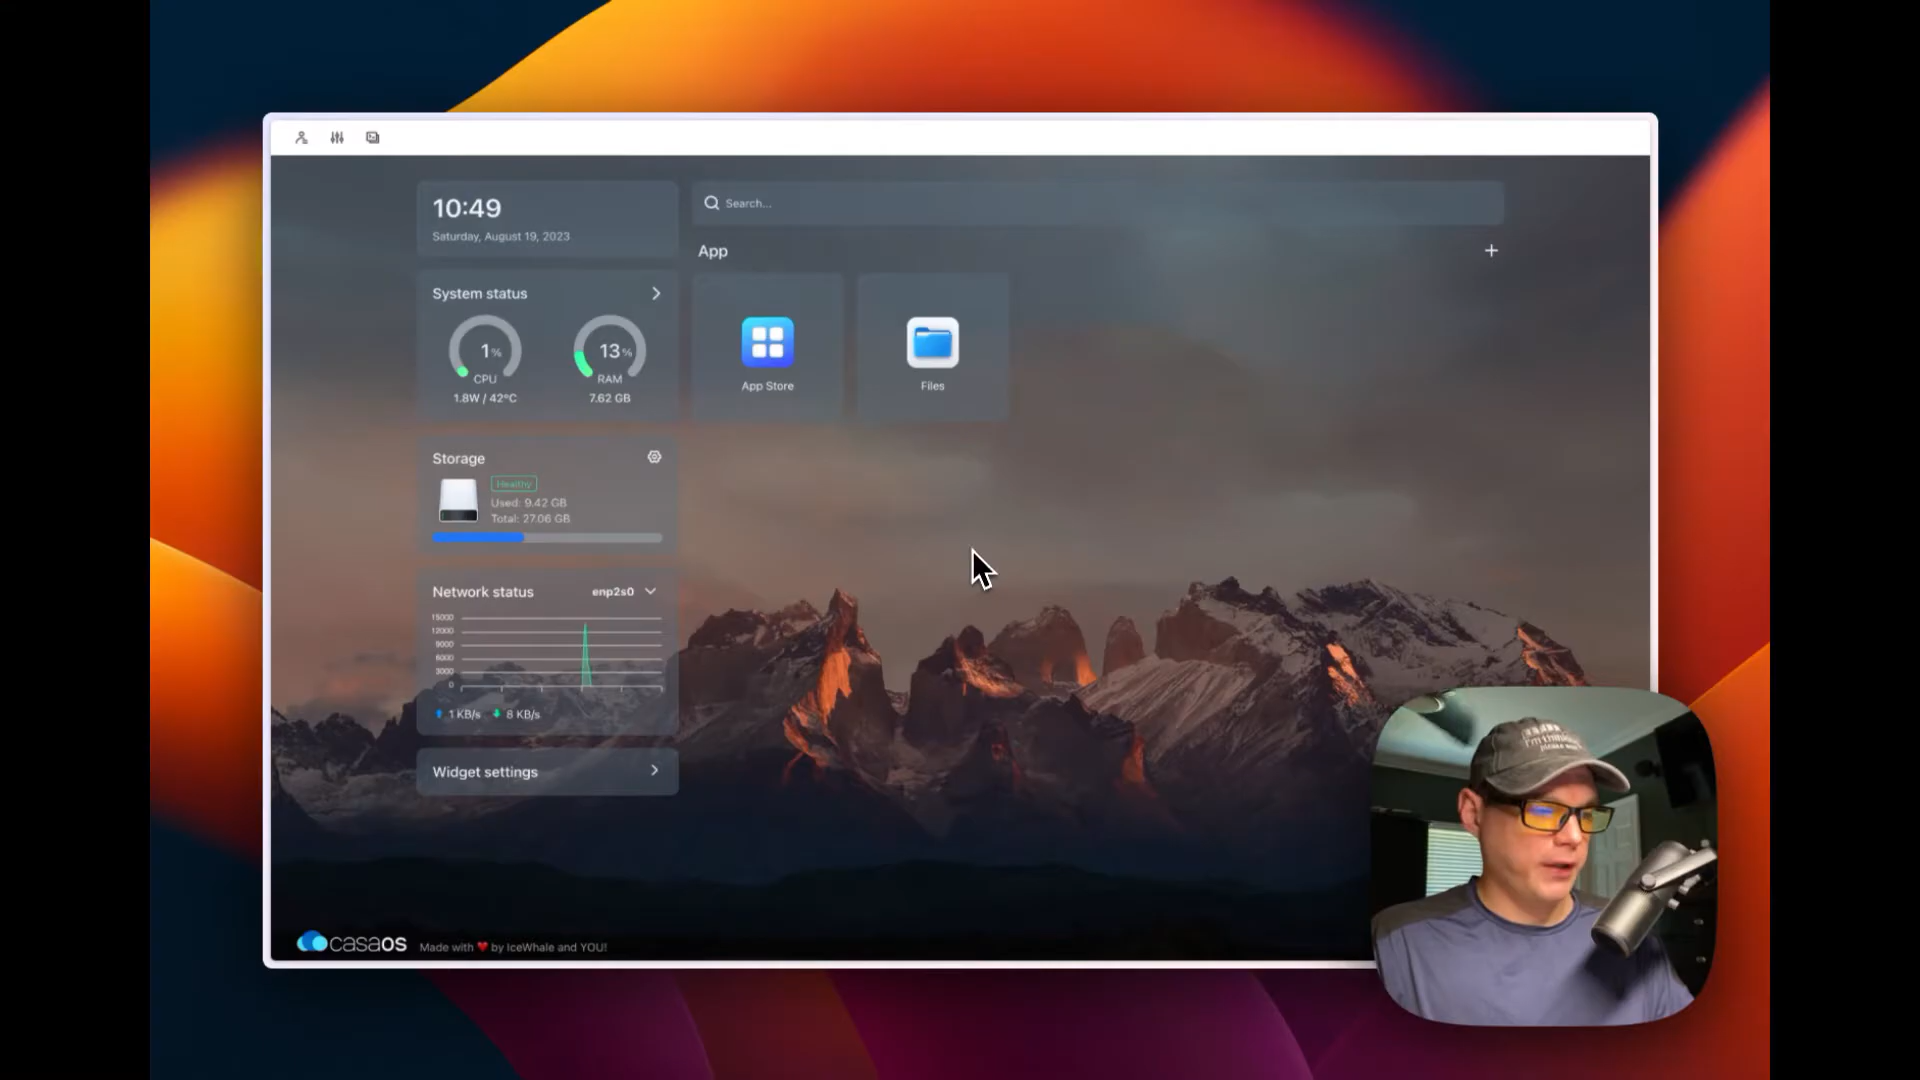 10:49
Saturday, August 19, 2023
Search...
App
+
System status
1%
CPU
1.8W / 42°C
13%
RAM
7.62 GB
App Store
Files
Storage
Healthy
Used: 9.42 GB
Total: 27.06 GB
Network status
enp2s0
15000
12000
9000
6000
3000
0
1 KB/s
8 KB/s
Widget settings
casaOS
Made with ❤ by IceWhale and YOU!